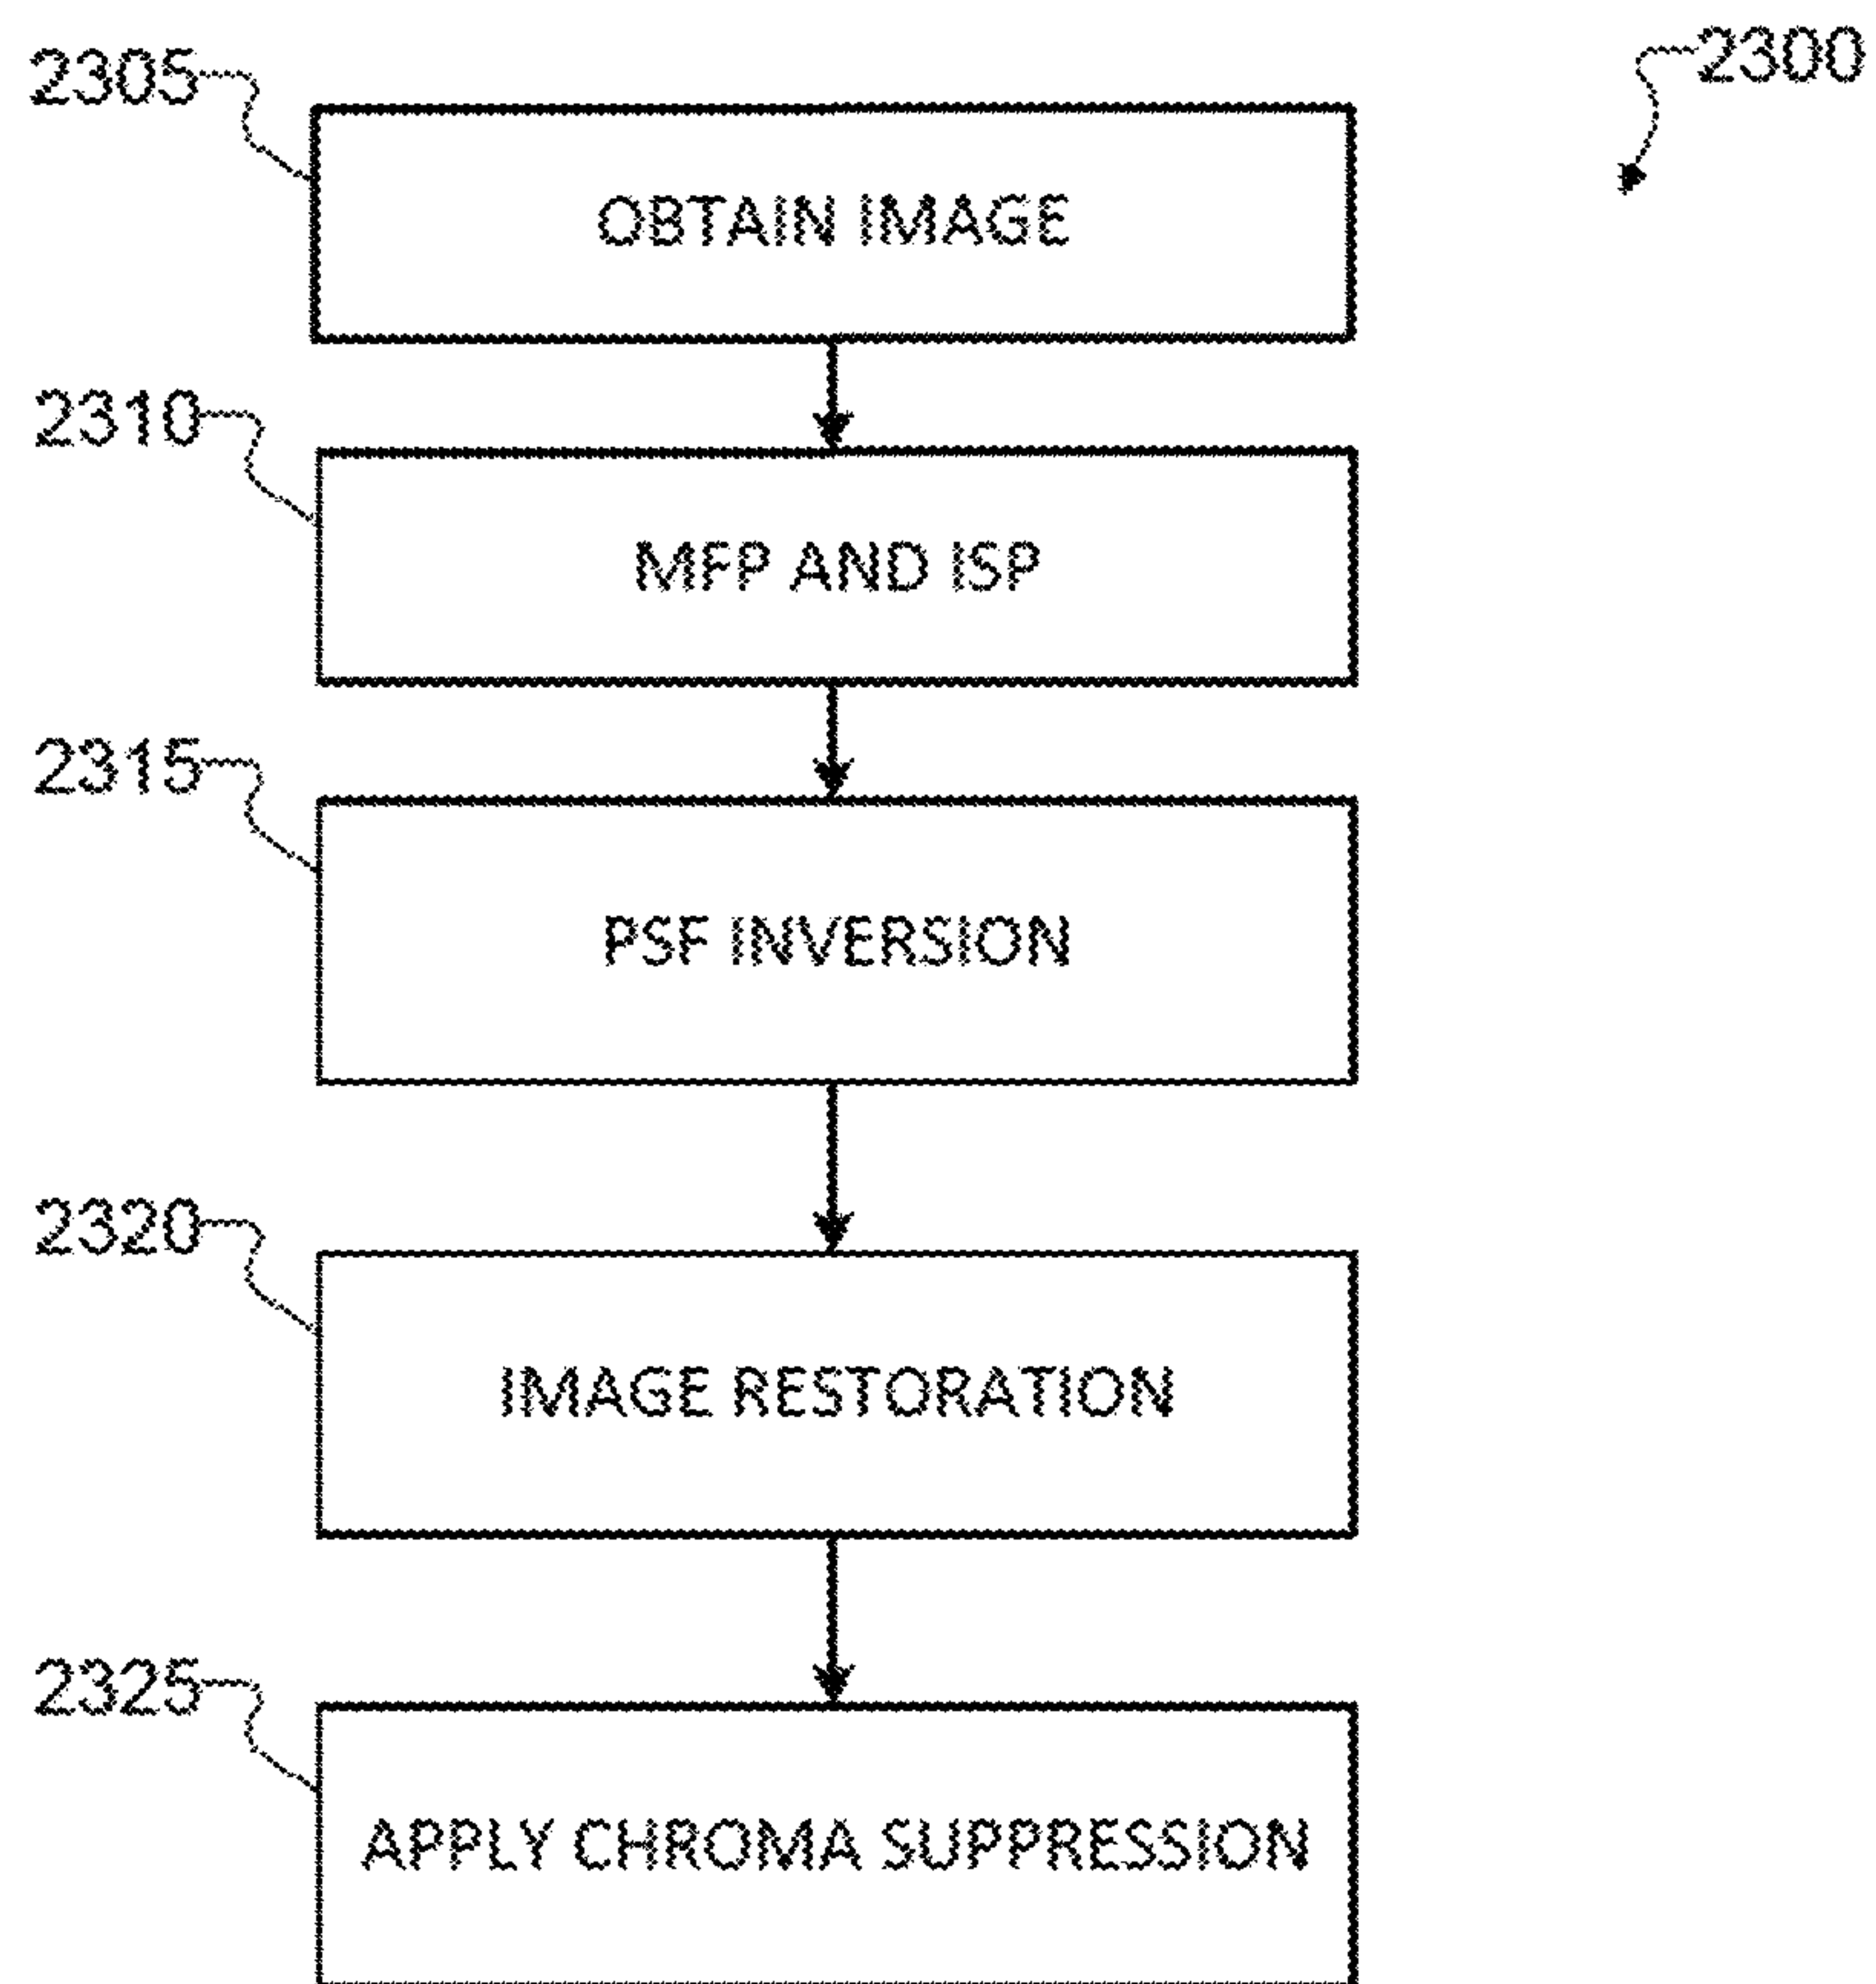 2300
2305
OBTAIN IMAGE
2310
MFP AND ISP
2315
PSF INVERSION
2320
IMAGE RESTORATION
2325
APPLY CHROMA SUPPRESSION